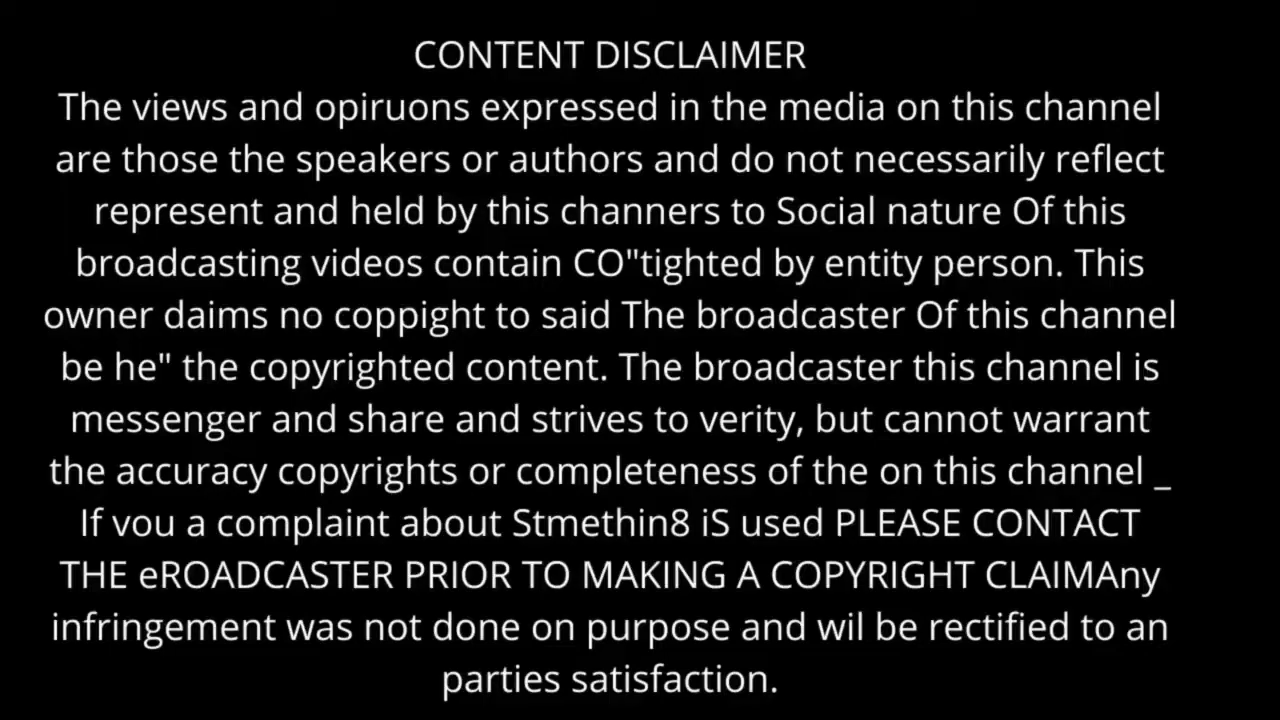 CONTENT DISCLAIMER
The views and opiruons expressed in the media on this channel
are those the speakers or authors and do not necessarily reflect
represent and held by this channers to Social nature Of this
broadcasting videos contain CO"tighted by entity person. This
owner daims no coppight to said The broadcaster Of this channel
be he" the copyrighted content. The broadcaster this channel is
messenger and share and strives to verity, but cannot warrant
the accuracy copyrights or completeness of the on this channel _
If vou a complaint about Stmethin8 iS used PLEASE CONTACT
THE eROADCASTER PRIOR TO MAKING A COPYRIGHT CLAIMAny
infringement was not done on purpose and wil be rectified to an
parties satisfaction.